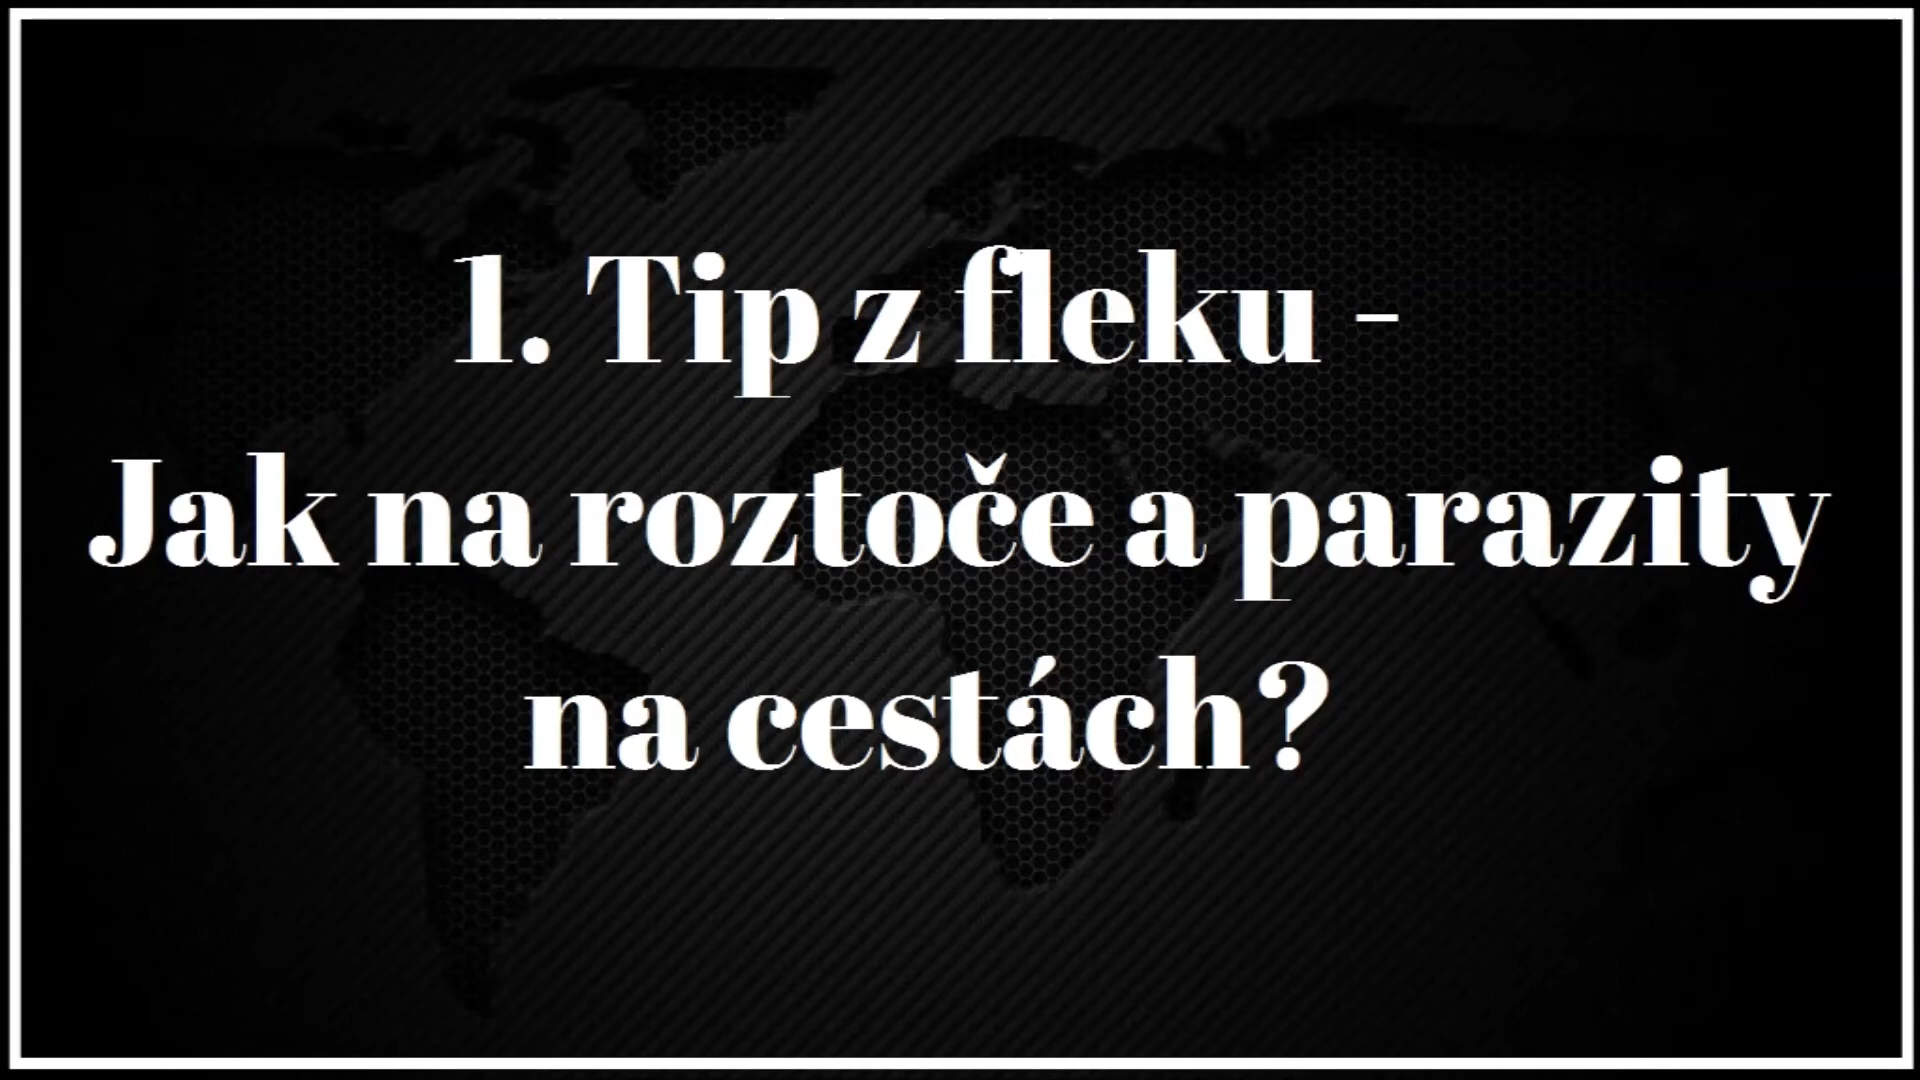 1. Tip z fleku -
Jak na roztoče a parazity
na cestách?